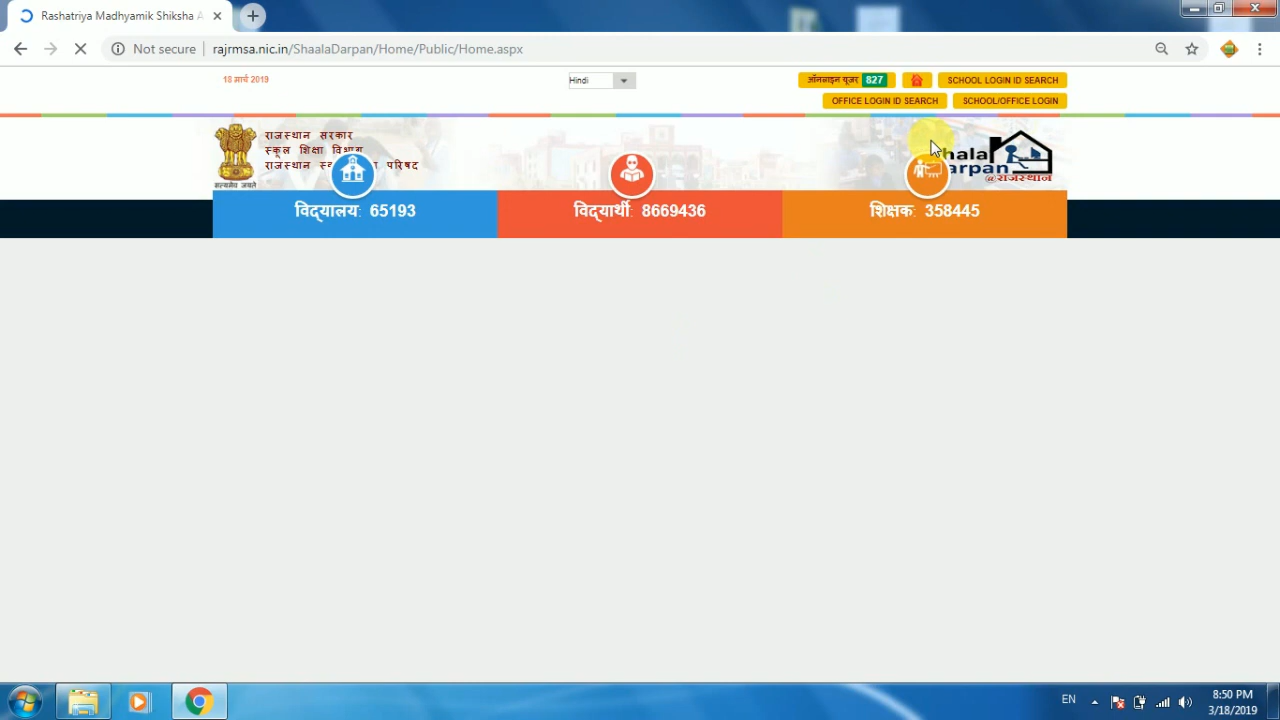 Rashatriya Madhyamik Shiksha A
Not secure
rajrmsa.nic.in/ShaalaDarpan/Home/Public/Home.aspx
18 मार्च 2019
Hindi
ऑनलाइन यूजर 827
SCHOOL LOGIN ID SEARCH
OFFICE LOGIN ID SEARCH
SCHOOL/OFFICE LOGIN
राजस्थान सरकार
स्कूल शिक्षा विभाग
राजस्थान परिषद
सत्यमेव जयते
@राजस्थान
विद्यालय: 65193
विद्यार्थी: 8669436
शिक्षक: 358445
EN
8:50 PM
3/18/2019